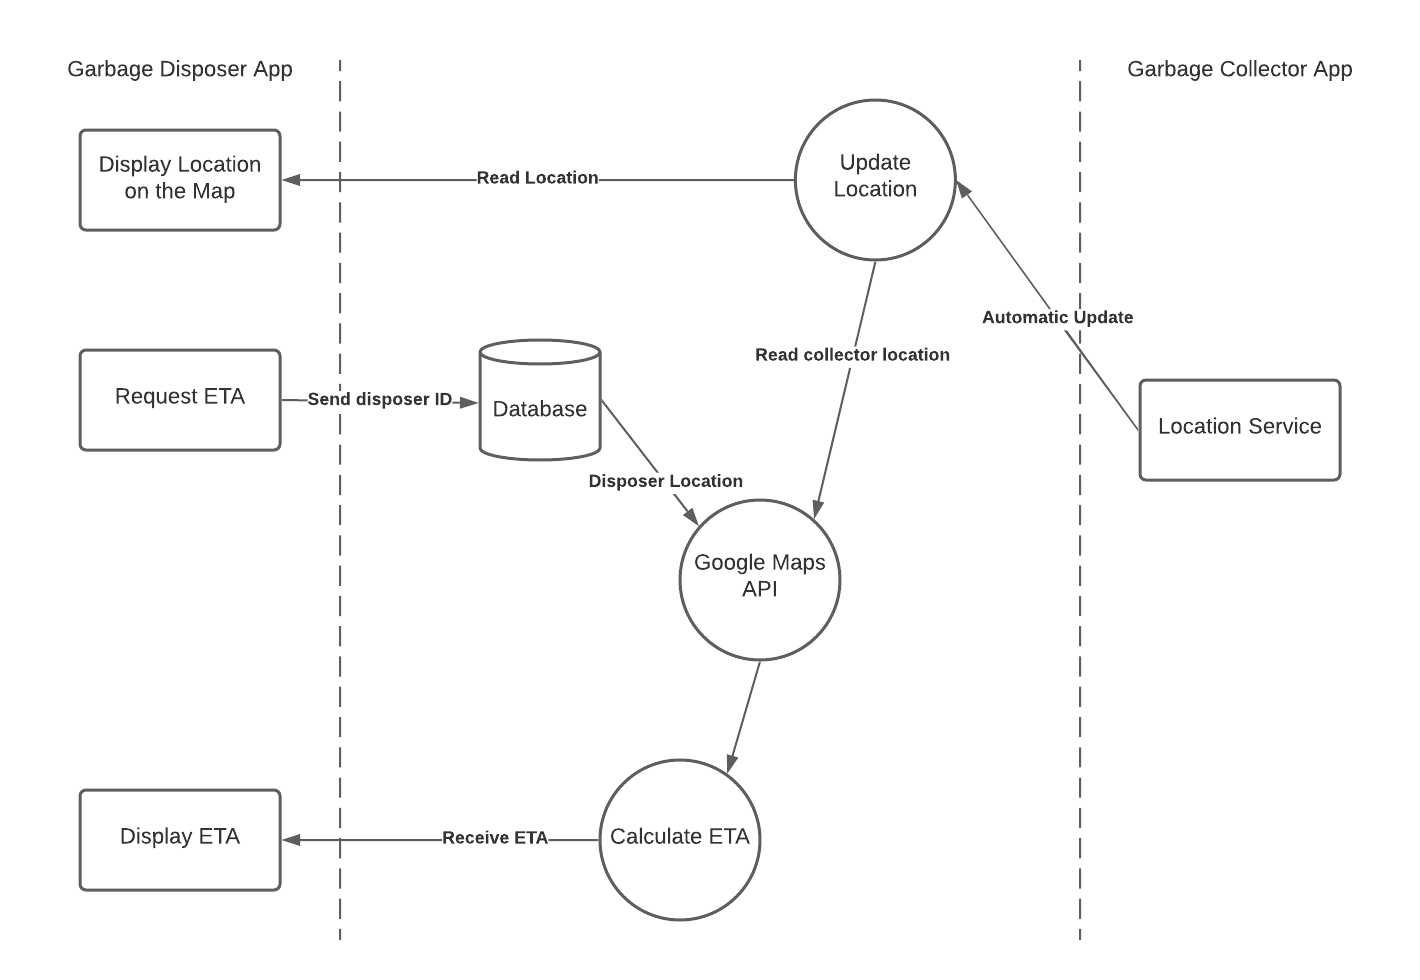 Garbage Disposer App
Garbage Collector App
Display Location
on the Map
Read Location
Update
Location
Automatic Update
Read collector location
Request ETA
Send disposer ID
Database
Location Service
Disposer Location
Google Maps
API
Display ETA
Receive ETA
Calculate ETA